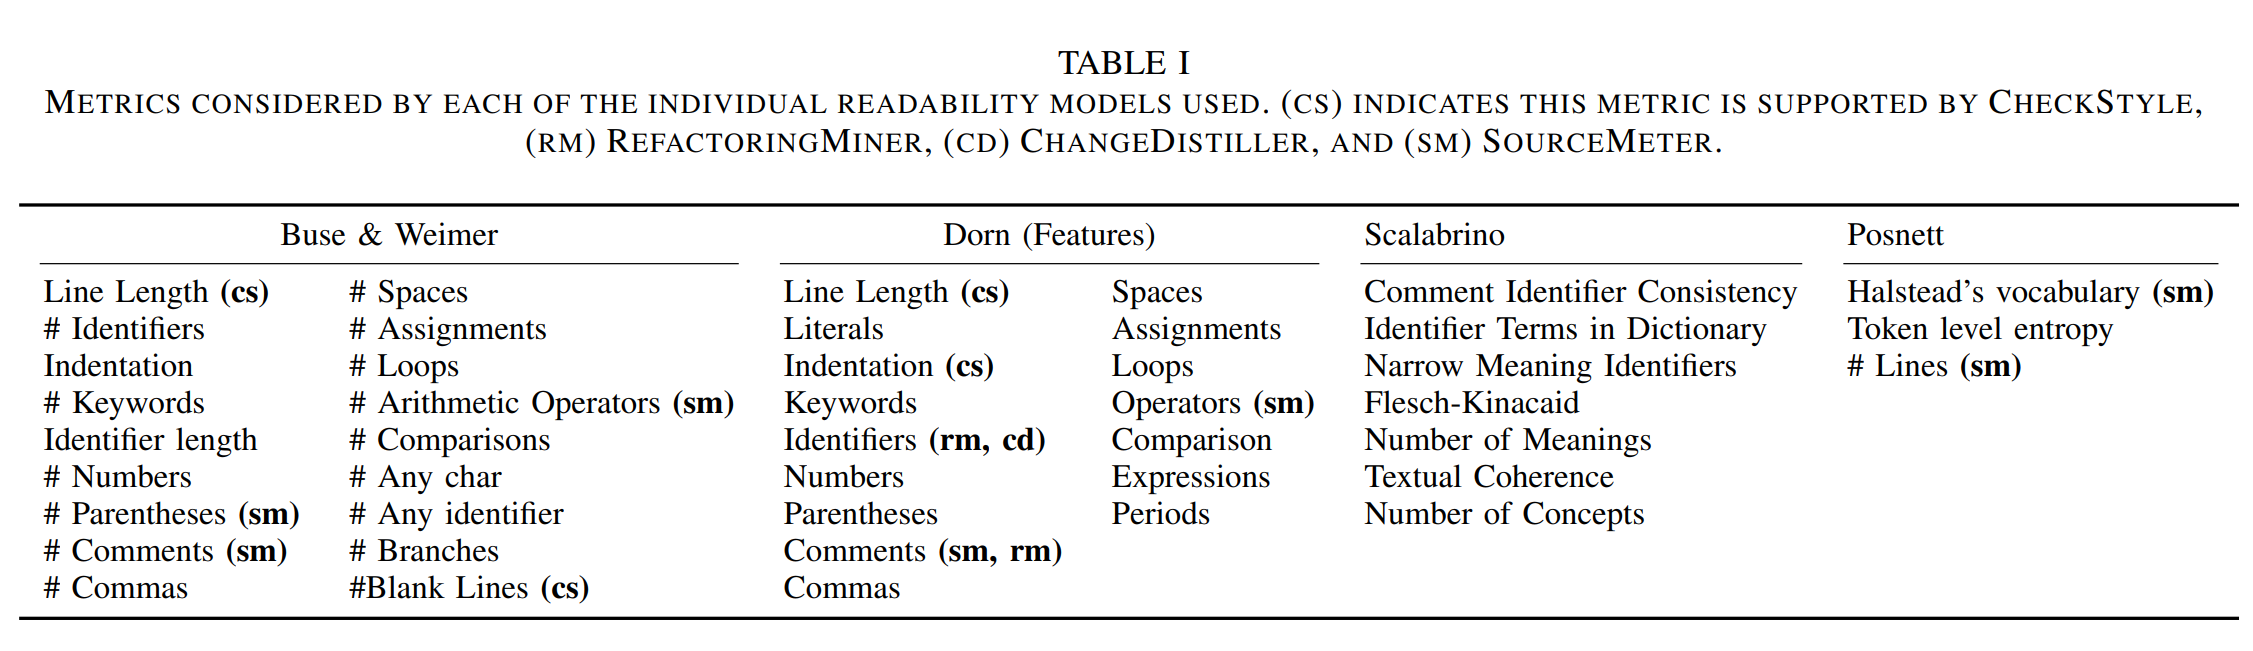 TABLE I
METRICS CONSIDERED BY EACH OF THE INDIVIDUAL READABILITY MODELS USED. (CS) INDICATES THIS METRIC IS SUPPORTED BY CHECKSTYLE,
(RM) REFACTORINGMINER, (CD) CHANGEDISTILLER, AND (SM) SOURCEMETER.
Buse & Weimer Dorn (Features) Scalabrino Posnett
Line Length (cs) # Spaces Line Length (cs) Spaces Comment Identifier Consistency Halstead's vocabulary (sm)
# Identifiers # Assignments Literals Assignments Identifier Terms in Dictionary Token level entropy
Indentation # Loops Indentation (cs) Loops Narrow Meaning Identifiers # Lines (sm)
# Keywords # Arithmetic Operators (sm) Keywords Operators (sm) Flesch-Kinacaid
Identifier length # Comparisons Identifiers (rm, cd) Comparison Number of Meanings
# Numbers # Any char Numbers Expressions Textual Coherence
# Parentheses (sm) # Any identifier Parentheses Periods Number of Concepts
# Comments (sm) # Branches Comments (sm, rm)
# Commas #Blank Lines (cs) Commas